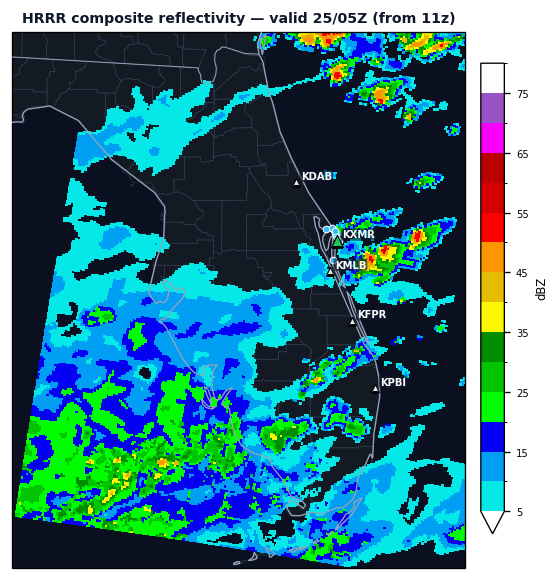 HRRR composite reflectivity — valid 25/05Z (from 11z)
KDAB
KXMR
KMLB
KFPR
KPBI
75
65
55
45
35
25
15
5
dBZ